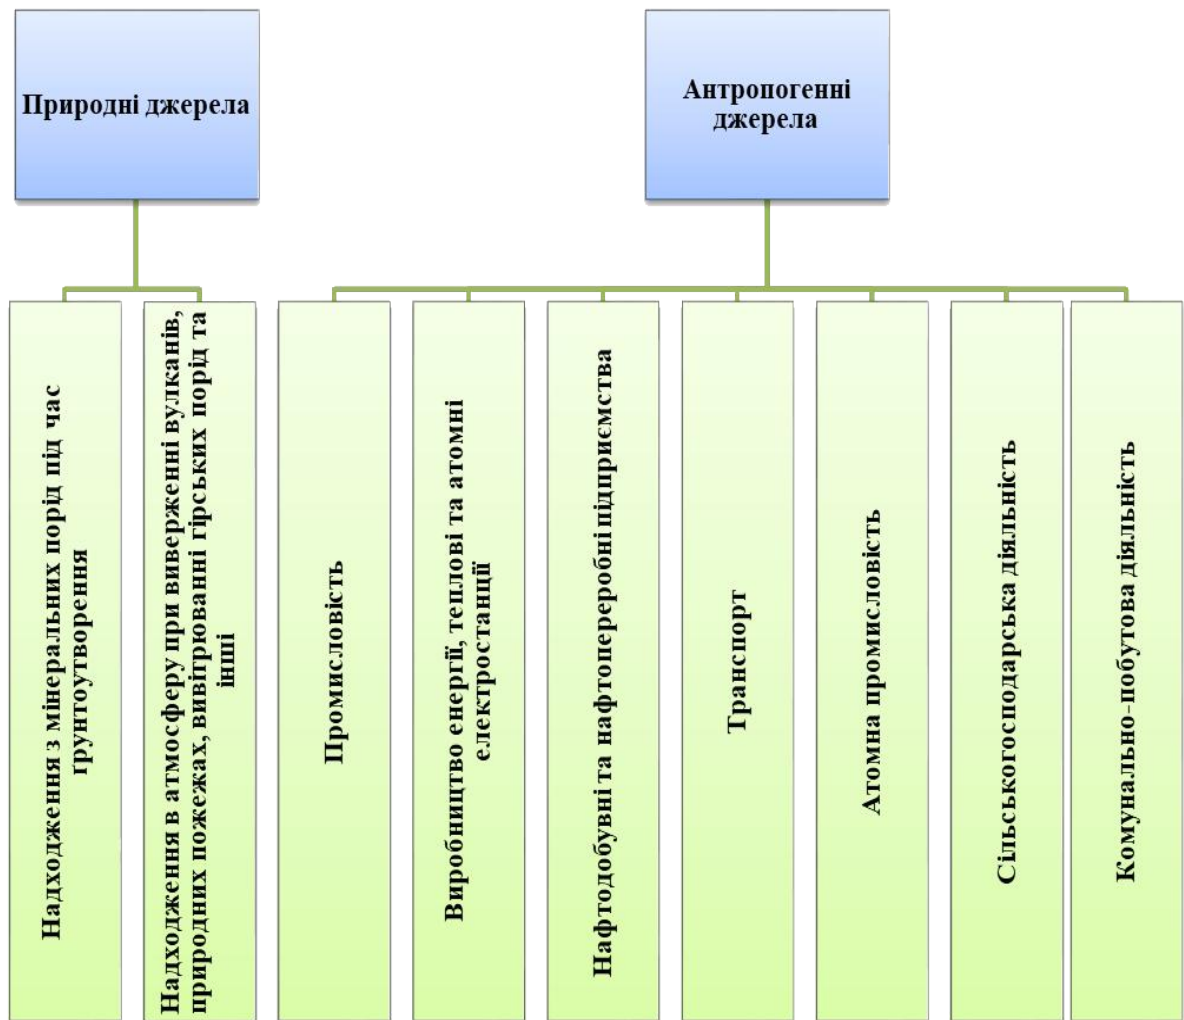 Природні джерела
Антропогенні
джерела
Надходження з мінеральних порід під час
ґрунтоутворення
Надходження в атмосферу при виверженні вулканів,
природних пожежах, вивітрюванні гірських порід та
інші
Промисловість
Виробництво енергії, теплові та атомні
електростанції
Нафтодобувні та нафтопереробні підприємства
Транспорт
Атомна промисловість
Сільськогосподарська діяльність
Комунально-побутова діяльність